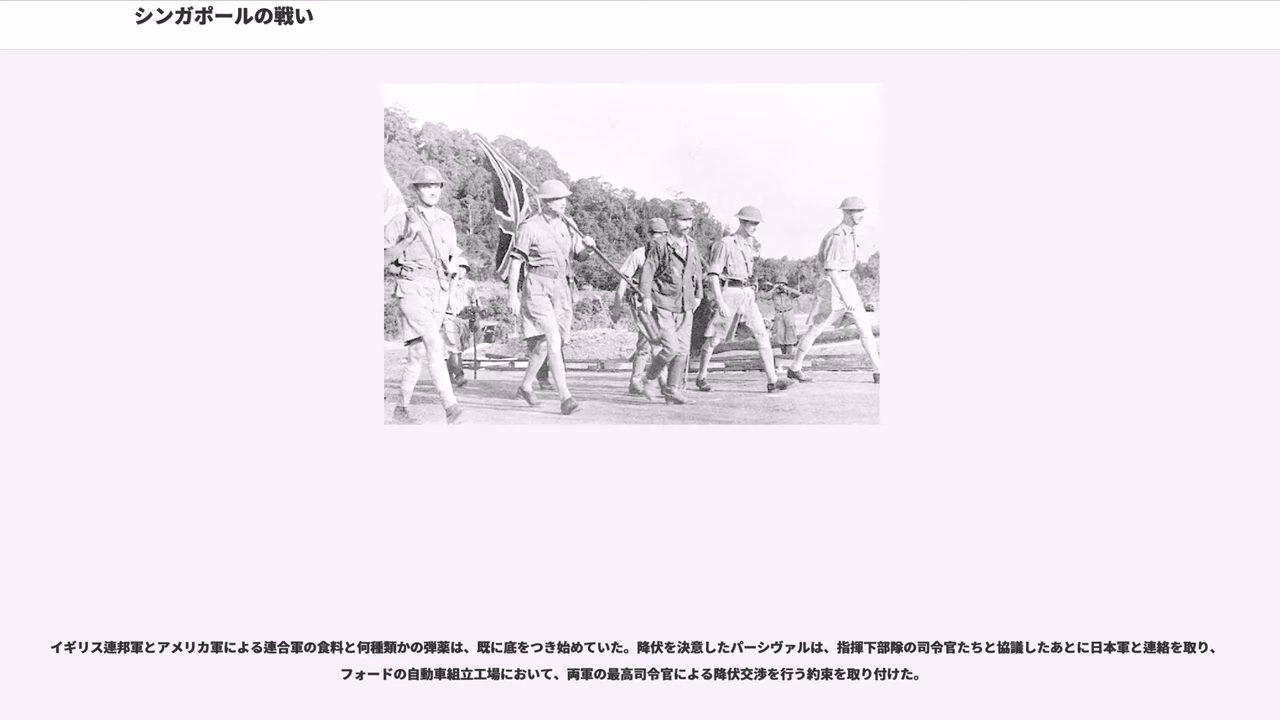 シンガポールの戦い
イギリス連邦軍とアメリカ軍による連合軍の食料と何種類かの弾薬は、既に底をつき始めていた。降伏を決意したパーシヴァルは、指揮下部隊の司令官たちと協議したあとに日本軍と連絡を取り、
フォードの自動車組立工場において、両軍の最高司令官による降伏交渉を行う約束を取り付けた。